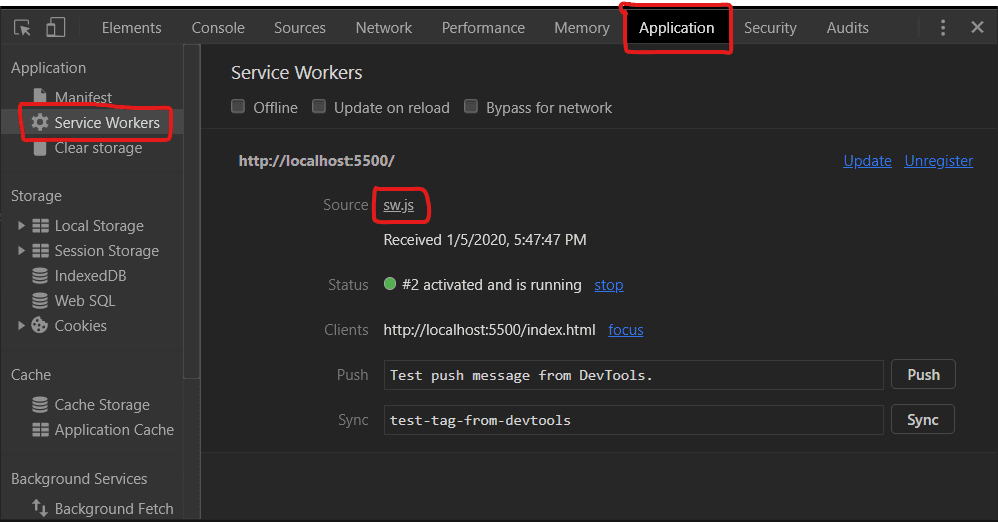 Elements Console Sources Network Performance Memory Application Security Audits
Application
Manifest
Service Workers
Clear storage
Storage
Local Storage
Session Storage
IndexedDB
Web SQL
Cookies
Cache
Cache Storage
Application Cache
Background Services
Background Fetch
Service Workers
Offline Update on reload Bypass for network
http://localhost:5500/ Update Unregister
Source sw.js
Received 1/5/2020, 5:47:47 PM
Status #2 activated and is running stop
Clients http://localhost:5500/index.html focus
Push Test push message from DevTools. Push
Sync test-tag-from-devtools Sync